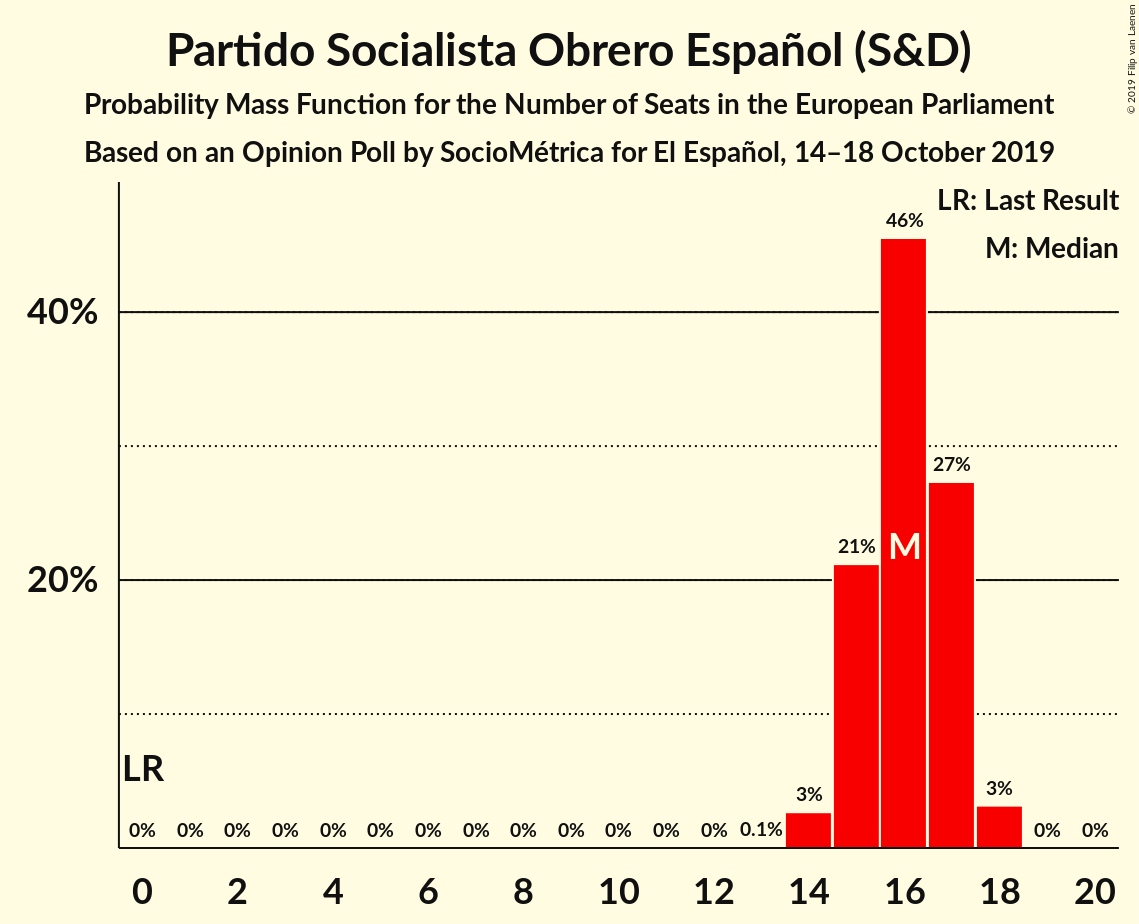 Partido Socialista Obrero Español (S&D)
Probability Mass Function for the Number of Seats in the European Parliament
Based on an Opinion Poll by SocioMétrica for El Español, 14–18 October 2019
© 2019 Filip van Laenen
LR: Last Result
M: Median
46%
40%
27%
21%
M
20%
LR
3%
3%
0% 0% 0% 0% 0% 0% 0% 0% 0% 0% 0% 0% 0% 0.1% 0% 0%
0 2 4 6 8 10 12 14 16 18 20